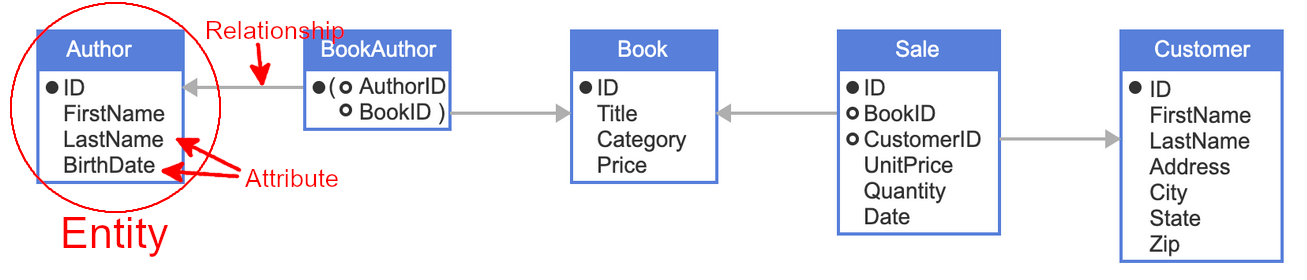 Author
ID
FirstName
LastName
BirthDate
Entity
Relationship
Attribute
BookAuthor
( AuthorID
BookID )
Book
ID
Title
Category
Price
Sale
ID
BookID
CustomerID
UnitPrice
Quantity
Date
Customer
ID
FirstName
LastName
Address
City
State
Zip